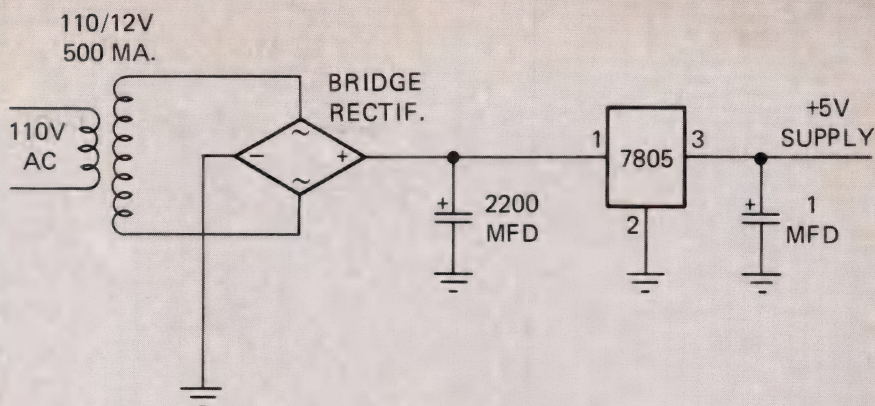 110/12V
500 MA.
110V
AC
BRIDGE
RECTIF.
~
−
+
~
+
2200
MFD
1
7805
3
2
+5V
SUPPLY
+
1
MFD